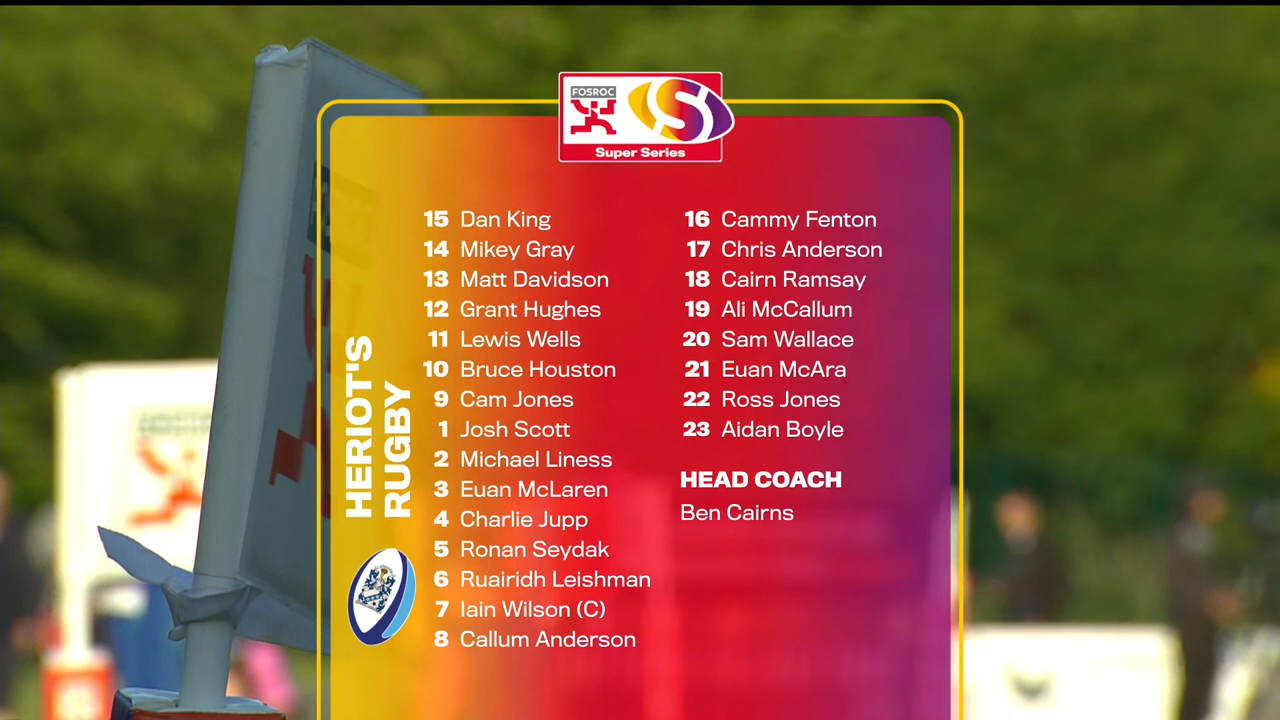 FOSROC
Super Series
HERIOT'S
RUGBY
15 Dan King
14 Mikey Gray
13 Matt Davidson
12 Grant Hughes
11 Lewis Wells
10 Bruce Houston
9 Cam Jones
1 Josh Scott
2 Michael Liness
3 Euan McLaren
4 Charlie Jupp
5 Ronan Seydak
6 Ruairidh Leishman
7 Iain Wilson (C)
8 Callum Anderson
16 Cammy Fenton
17 Chris Anderson
18 Cairn Ramsay
19 Ali McCallum
20 Sam Wallace
21 Euan McAra
22 Ross Jones
23 Aidan Boyle
HEAD COACH
Ben Cairns